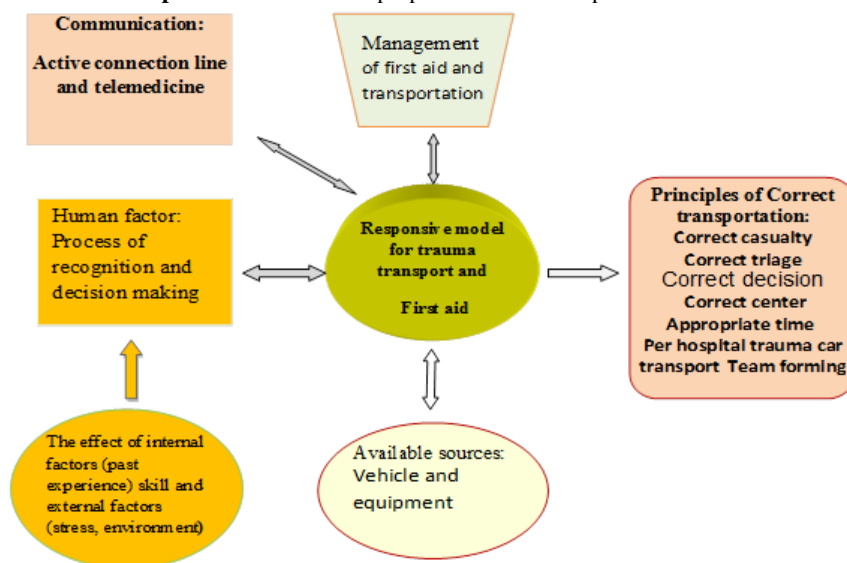 Communication:
Active connection line
and telemedicine
Management
of first aid and
transportation
Human factor:
Process of
recognition and
decision making
Responsive model
for trauma
transport and
First aid
Principles of Correct
transportation:
Correct casualty
Correct triage
Correct decision
Correct center
Appropriate time
Per hospital trauma car
transport Team forming
The effect of internal
factors (past
experience) skill and
external factors
(stress, environment)
Available sources:
Vehicle and
equipment